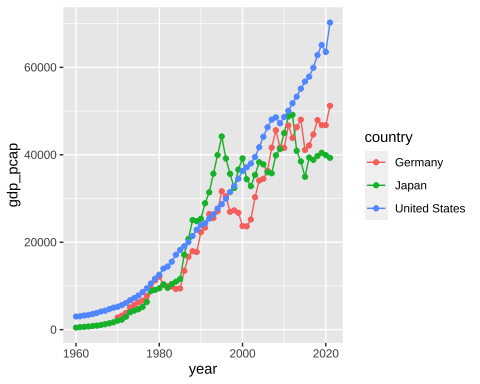 gdp_pcap
60000
40000
20000
0
1960
1980
2000
2020
year
country
Germany
Japan
United States